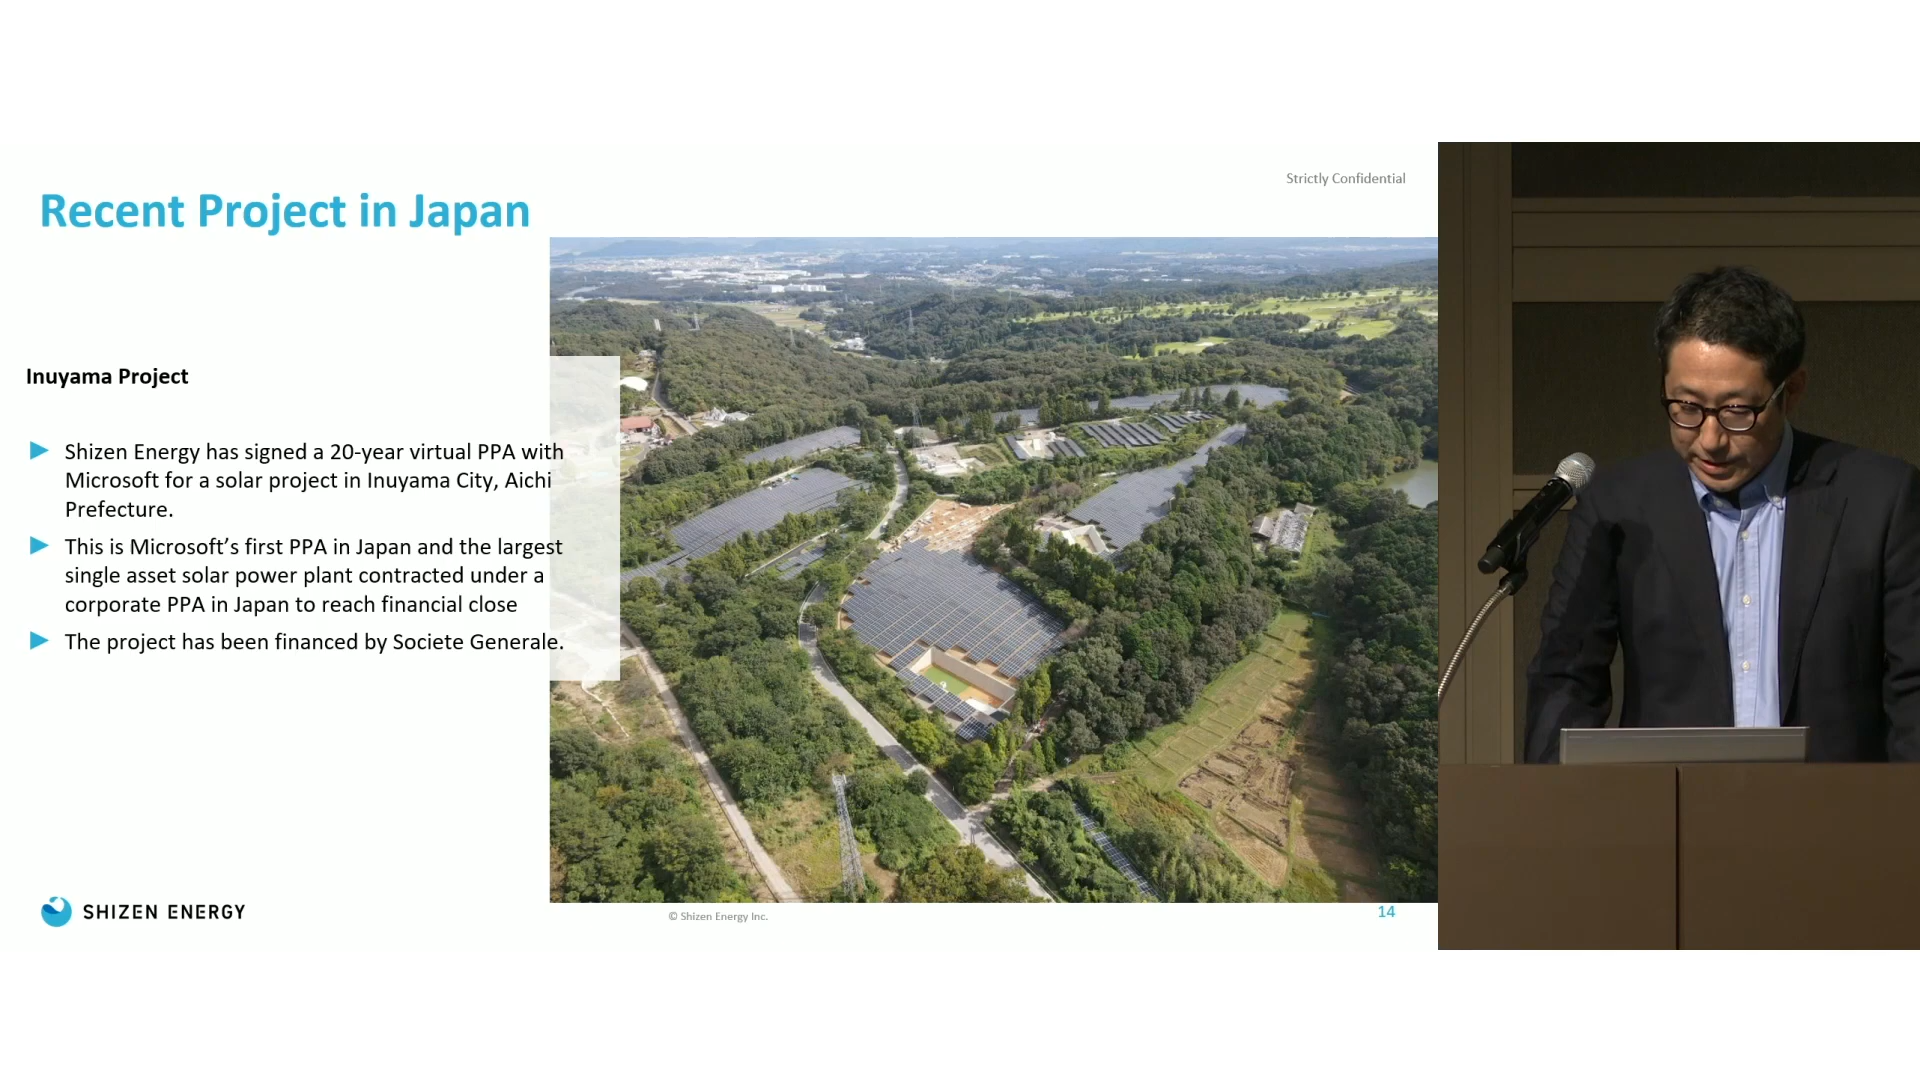 Strictly Confidential
Recent Project in Japan
Inuyama Project
Shizen Energy has signed a 20-year virtual PPA with
Microsoft for a solar project in Inuyama City, Aichi
Prefecture.
This is Microsoft’s first PPA in Japan and the largest
single asset solar power plant contracted under a
corporate PPA in Japan to reach financial close
The project has been financed by Societe Generale.
SHIZEN ENERGY
© Shizen Energy Inc.
14